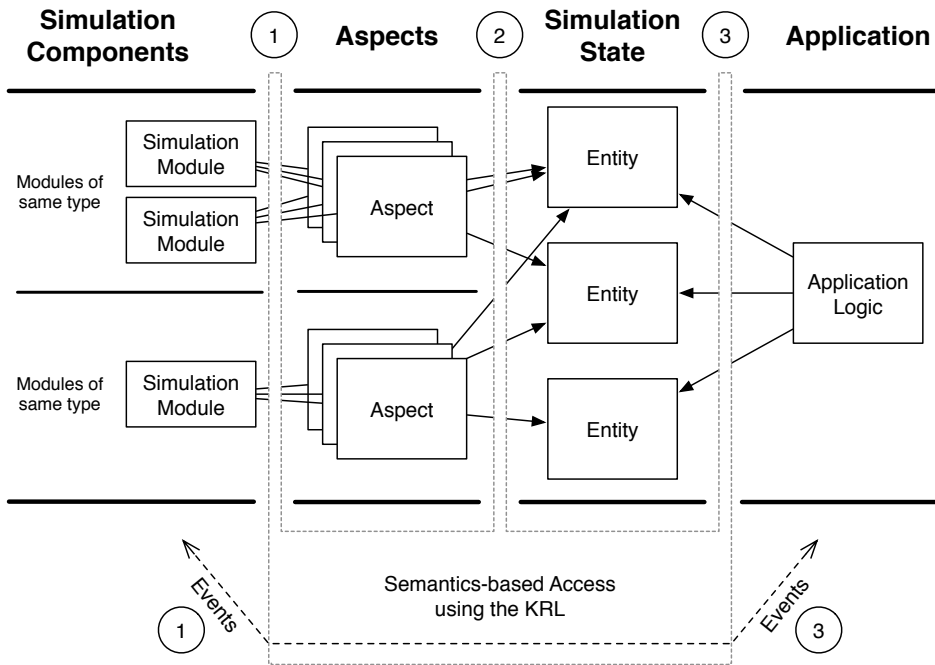 Simulation
Components
1
Aspects
2
Simulation
State
3
Application
Modules of
same type
Simulation
Module
Simulation
Module
Aspect
Entity
Entity
Application
Logic
Modules of
same type
Simulation
Module
Aspect
Entity
Events
1
Semantics-based Access
using the KRL
Events
3